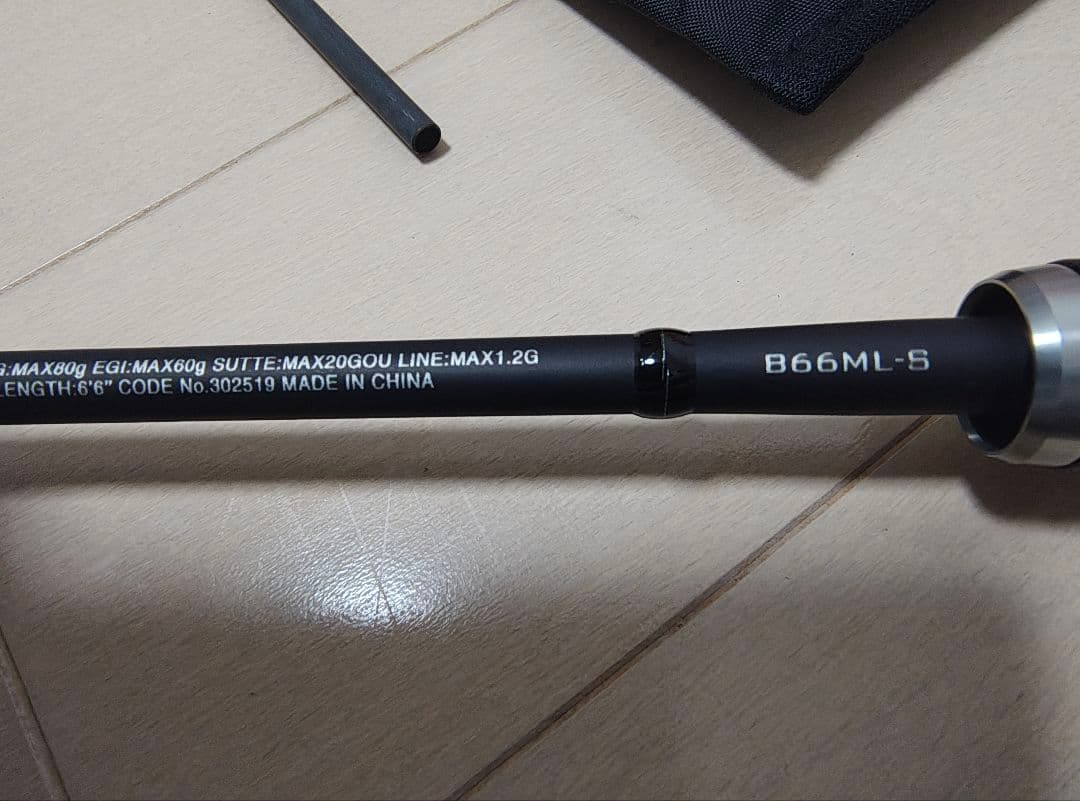 G:MAX80g EGI:MAX60g SUTTE:MAX20GOU LINE:MAX1.2G
LENGTH:6'6" CODE No.302519 MADE IN CHINA
B66ML-S